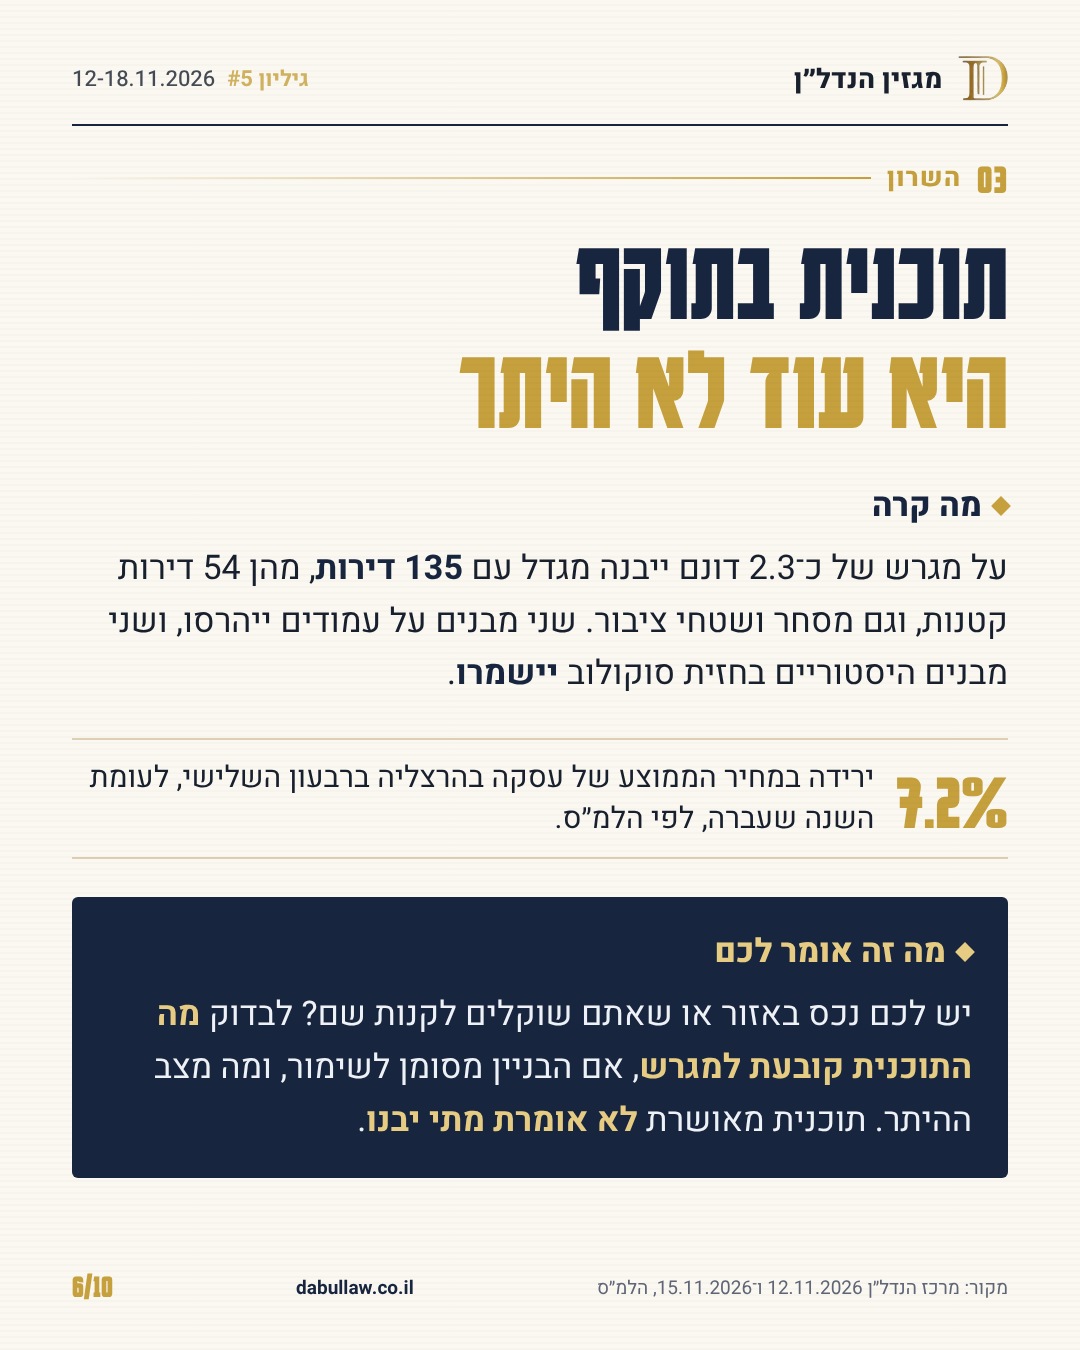 מגזין הנדל״ן
גיליון #5 12-18.11.2026
03 השרון
תוכנית בתוקף
היא עוד לא היתר
מה קרה
על מגרש של כ־2.3 דונם ייבנה מגדל עם 135 דירות, מהן 54 דירות
קטנות, וגם מסחר ושטחי ציבור. שני מבנים על עמודים ייהרסו, ושני
מבנים היסטוריים בחזית סוקולוב יישמרו.
7.2%
ירידה במחיר הממוצע של עסקה בהרצליה ברבעון השלישי, לעומת
השנה שעברה, לפי הלמ״ס.
מה זה אומר לכם
יש לכם נכס באזור או שאתם שוקלים לקנות שם? לבדוק מה
התוכנית קובעת למגרש, אם הבניין מסומן לשימור, ומה מצב
ההיתר. תוכנית מאושרת לא אומרת מתי יבנו.
מקור: מרכז הנדל״ן 12.11.2026 ו־15.11.2026, הלמ״ס
dabullaw.co.il
6/10